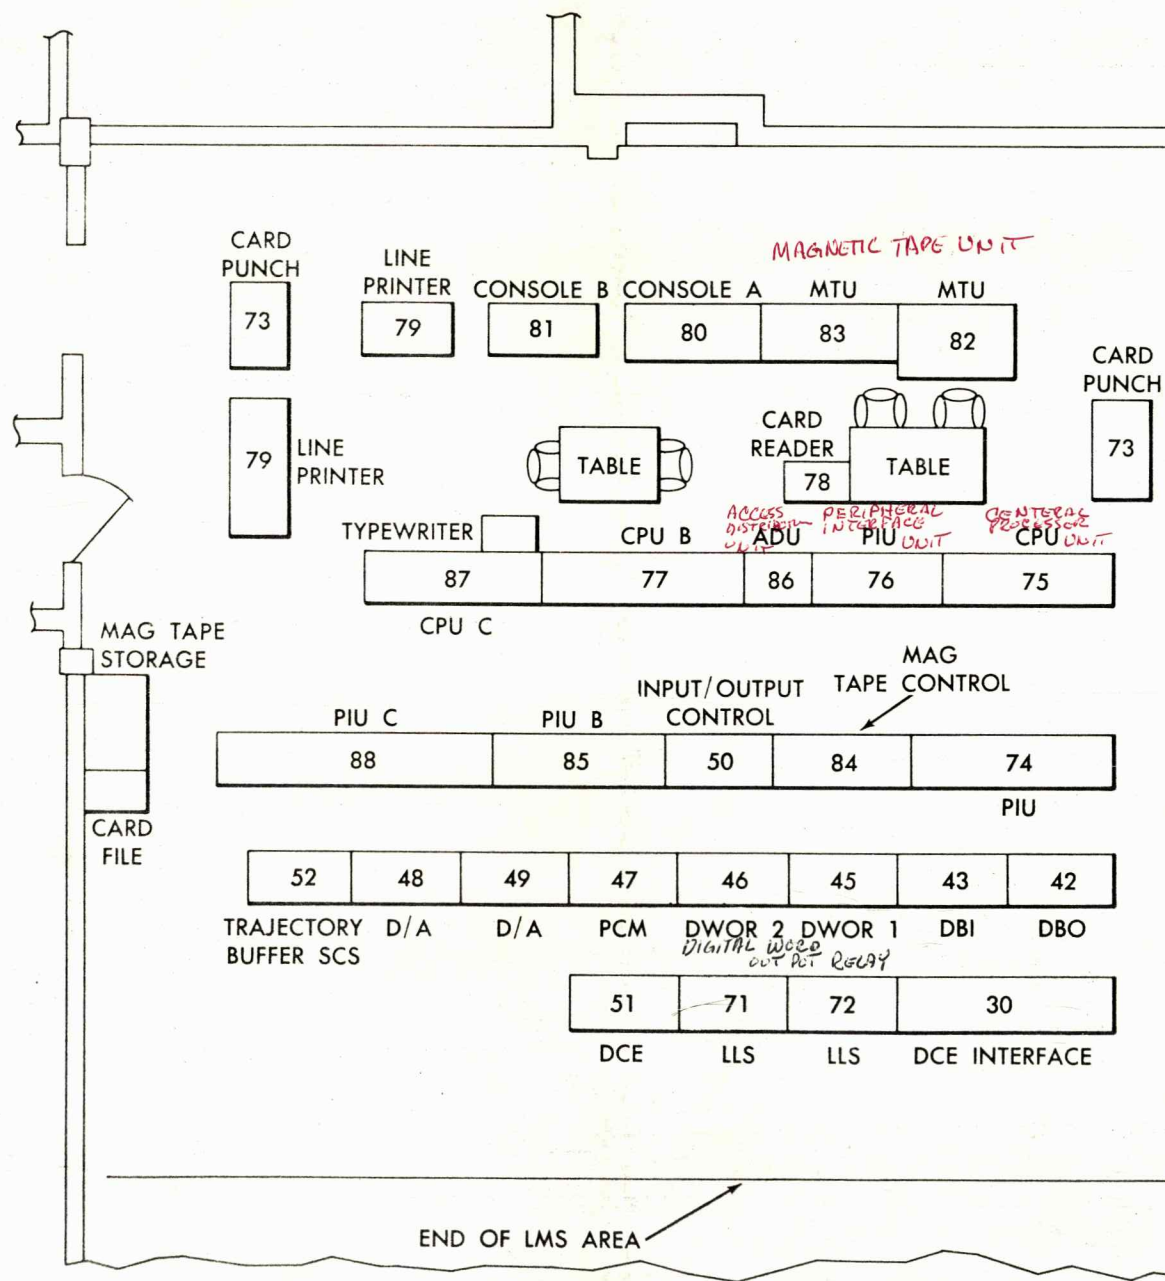 MAGNETIC TAPE UNIT
CARD
PUNCH
73
LINE
PRINTER
79
CONSOLE B
81
CONSOLE A
80
MTU
83
MTU
82
CARD
PUNCH
73
79
LINE
PRINTER
TABLE
CARD
READER
78
TABLE
TYPEWRITER
87
CPU C
CPU B
77
ACCESS
UNIT
ADU
86
PERIPHERAL
INTERFACE
UNIT
PIU
76
CENTERAL
PROCESSOR
UNIT
CPU
75
MAG TAPE
STORAGE
CARD
FILE
PIU C
88
PIU B
85
INPUT/OUTPUT
CONTROL
50
MAG
TAPE CONTROL
84
74
PIU
52
TRAJECTORY
BUFFER SCS
48
D/A
49
D/A
47
PCM
46
DWOR 2
45
DWOR 1
DIGITAL WORD
OUT PUT RELAY
43
DBI
42
DBO
51
DCE
71
LLS
72
LLS
30
DCE INTERFACE
END OF LMS AREA